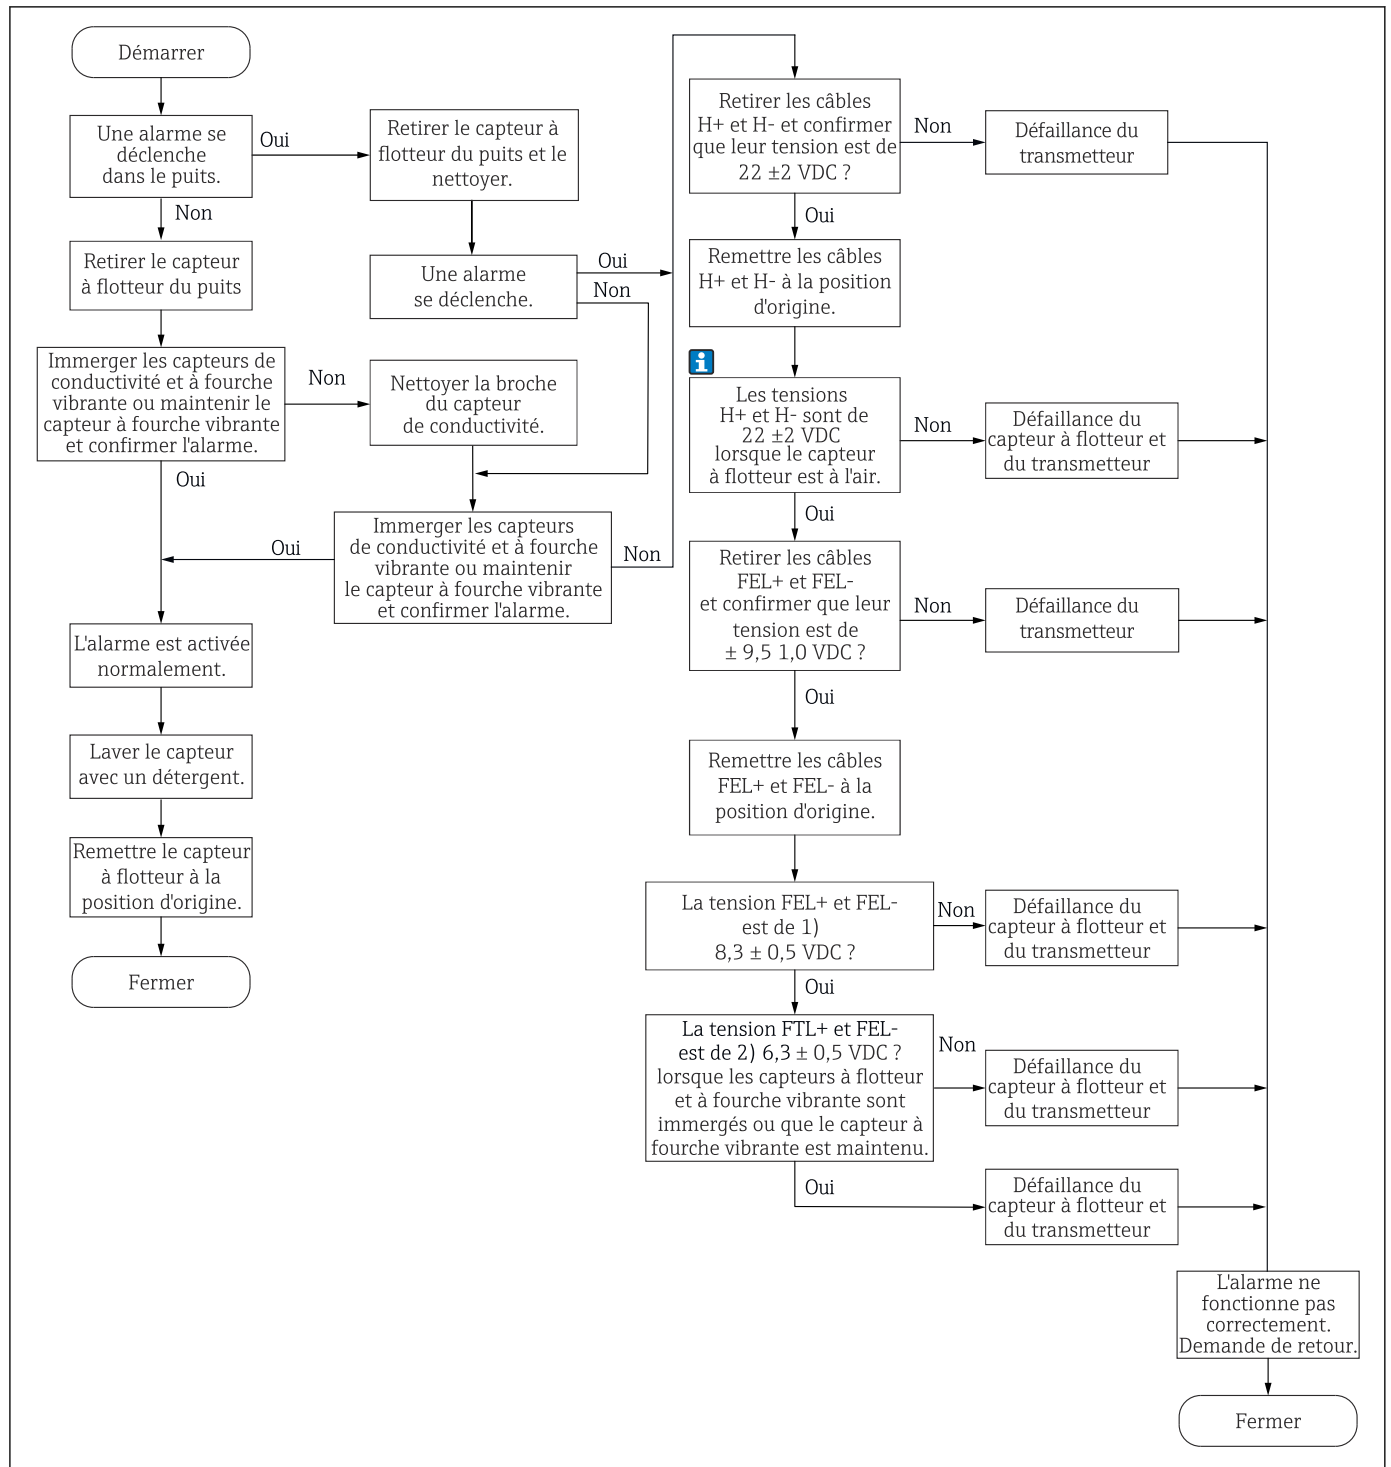 Démarrer
Une alarme se
déclenche
dans le puits.
Oui
Non
Retirer le capteur à
flotteur du puits et le
nettoyer.
Retirer le capteur
à flotteur du puits
Une alarme
se déclenche.
Oui
Non
Immerger les capteurs de
conductivité et à fourche
vibrante ou maintenir le
capteur à fourche vibrante
et confirmer l'alarme.
Non
Oui
Nettoyer la broche
du capteur
de conductivité.
Immerger les capteurs
de conductivité et à fourche
vibrante ou maintenir
le capteur à fourche vibrante
et confirmer l'alarme.
Oui
Non
L'alarme est activée
normalement.
Laver le capteur
avec un détergent.
Remettre le capteur
à flotteur à la
position d'origine.
Fermer
Retirer les câbles
H+ et H- et confirmer
que leur tension est de
22 ±2 VDC ?
Non
Oui
Défaillance du
transmetteur
Remettre les câbles
H+ et H- à la position
d'origine.
i
Les tensions
H+ et H- sont de
22 ±2 VDC
lorsque le capteur
à flotteur est à l'air.
Non
Oui
Défaillance du
capteur à flotteur et
du transmetteur
Retirer les câbles
FEL+ et FEL-
et confirmer que leur
tension est de
± 9,5 1,0 VDC ?
Non
Oui
Défaillance du
transmetteur
Remettre les câbles
FEL+ et FEL- à la
position d'origine.
La tension FEL+ et FEL-
est de 1)
8,3 ± 0,5 VDC ?
Non
Oui
Défaillance du
capteur à flotteur et
du transmetteur
La tension FTL+ et FEL-
est de 2) 6,3 ± 0,5 VDC ?
lorsque les capteurs à flotteur
et à fourche vibrante sont
immergés ou que le capteur à
fourche vibrante est maintenu.
Non
Oui
Défaillance du
capteur à flotteur et
du transmetteur
Défaillance du
capteur à flotteur et
du transmetteur
L'alarme ne
fonctionne pas
correctement.
Demande de retour.
Fermer